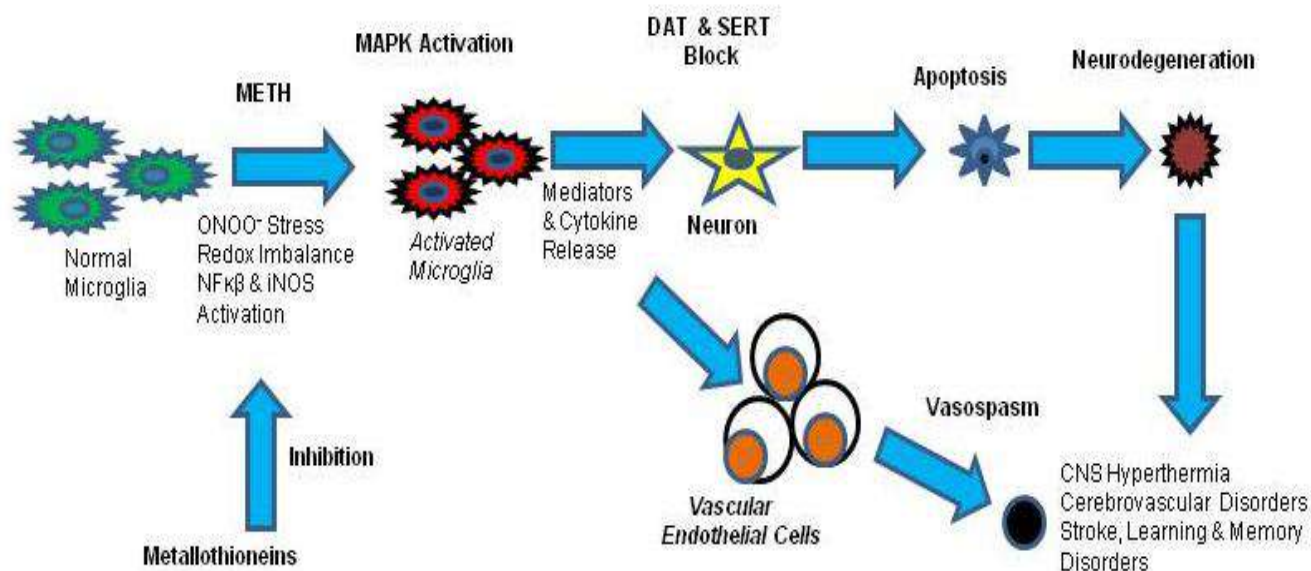 MAPK Activation
DAT & SERT
Block
Apoptosis
Neurodegeneration
METH
ONOO⁻ Stress
Redox Imbalance
NFκβ & iNOS
Activation
Normal
Microglia
Activated
Microglia
Mediators
& Cytokine
Release
Neuron
Inhibition
Metallothioneins
Vascular
Endothelial Cells
Vasospasm
CNS Hyperthermia
Cerebrovascular Disorders
Stroke, Learning & Memory
Disorders